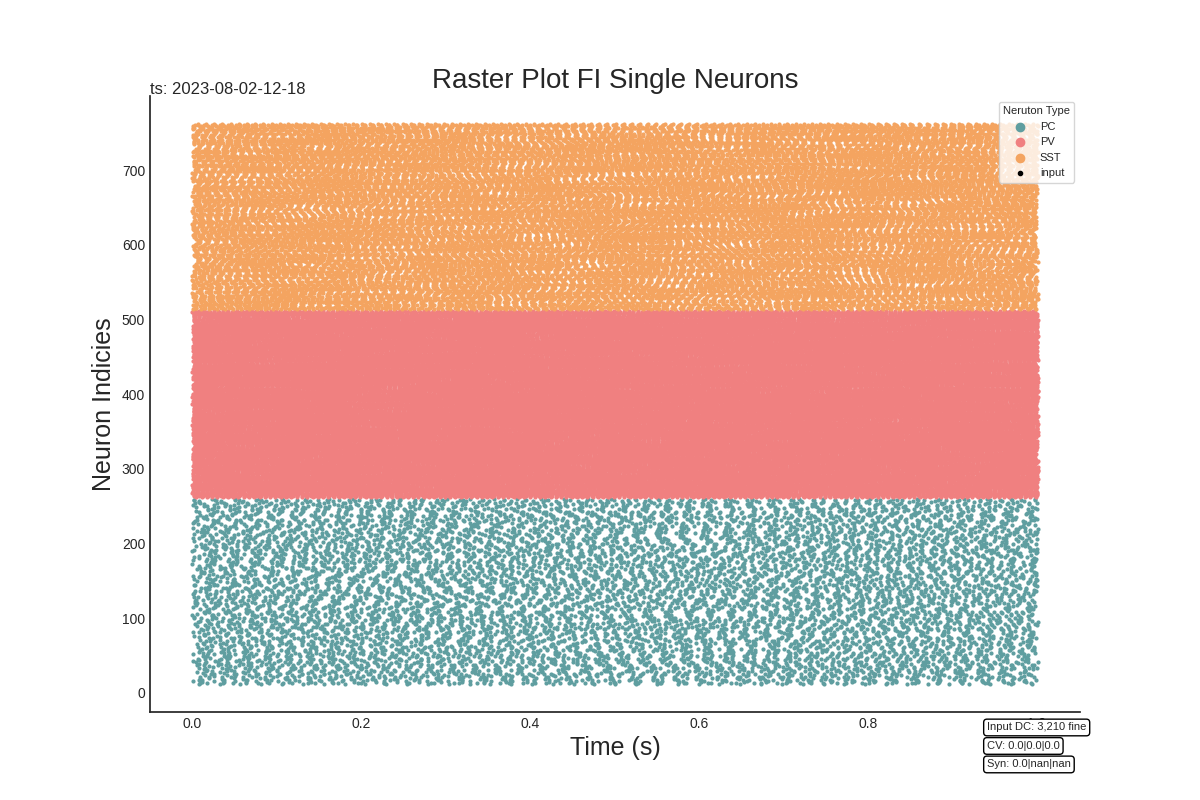 Raster Plot FI Single Neurons
ts: 2023-08-02-12-18
Neruton Type
PC
PV
SST
input
Neuron Indicies
700
600
500
400
300
200
100
0
0.0 0.2 0.4 0.6 0.8
Time (s)
Input DC: 3,210 fine
CV: 0.0|0.0|0.0
Syn: 0.0|nan|nan